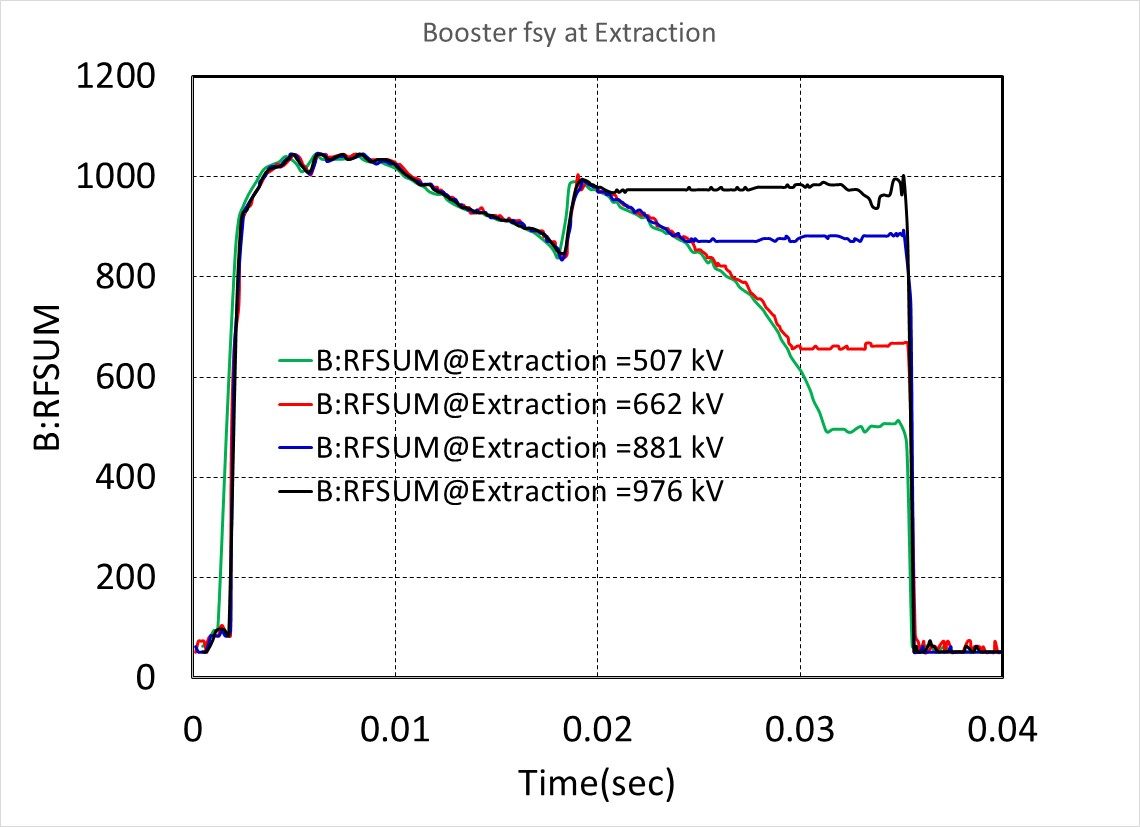 Booster fsy at Extraction
1200
1000
800
600
400
200
0
B:RFSUM
B:RFSUM@Extraction =507 kV
B:RFSUM@Extraction =662 kV
B:RFSUM@Extraction =881 kV
B:RFSUM@Extraction =976 kV
0 0.01 0.02 0.03 0.04
Time(sec)